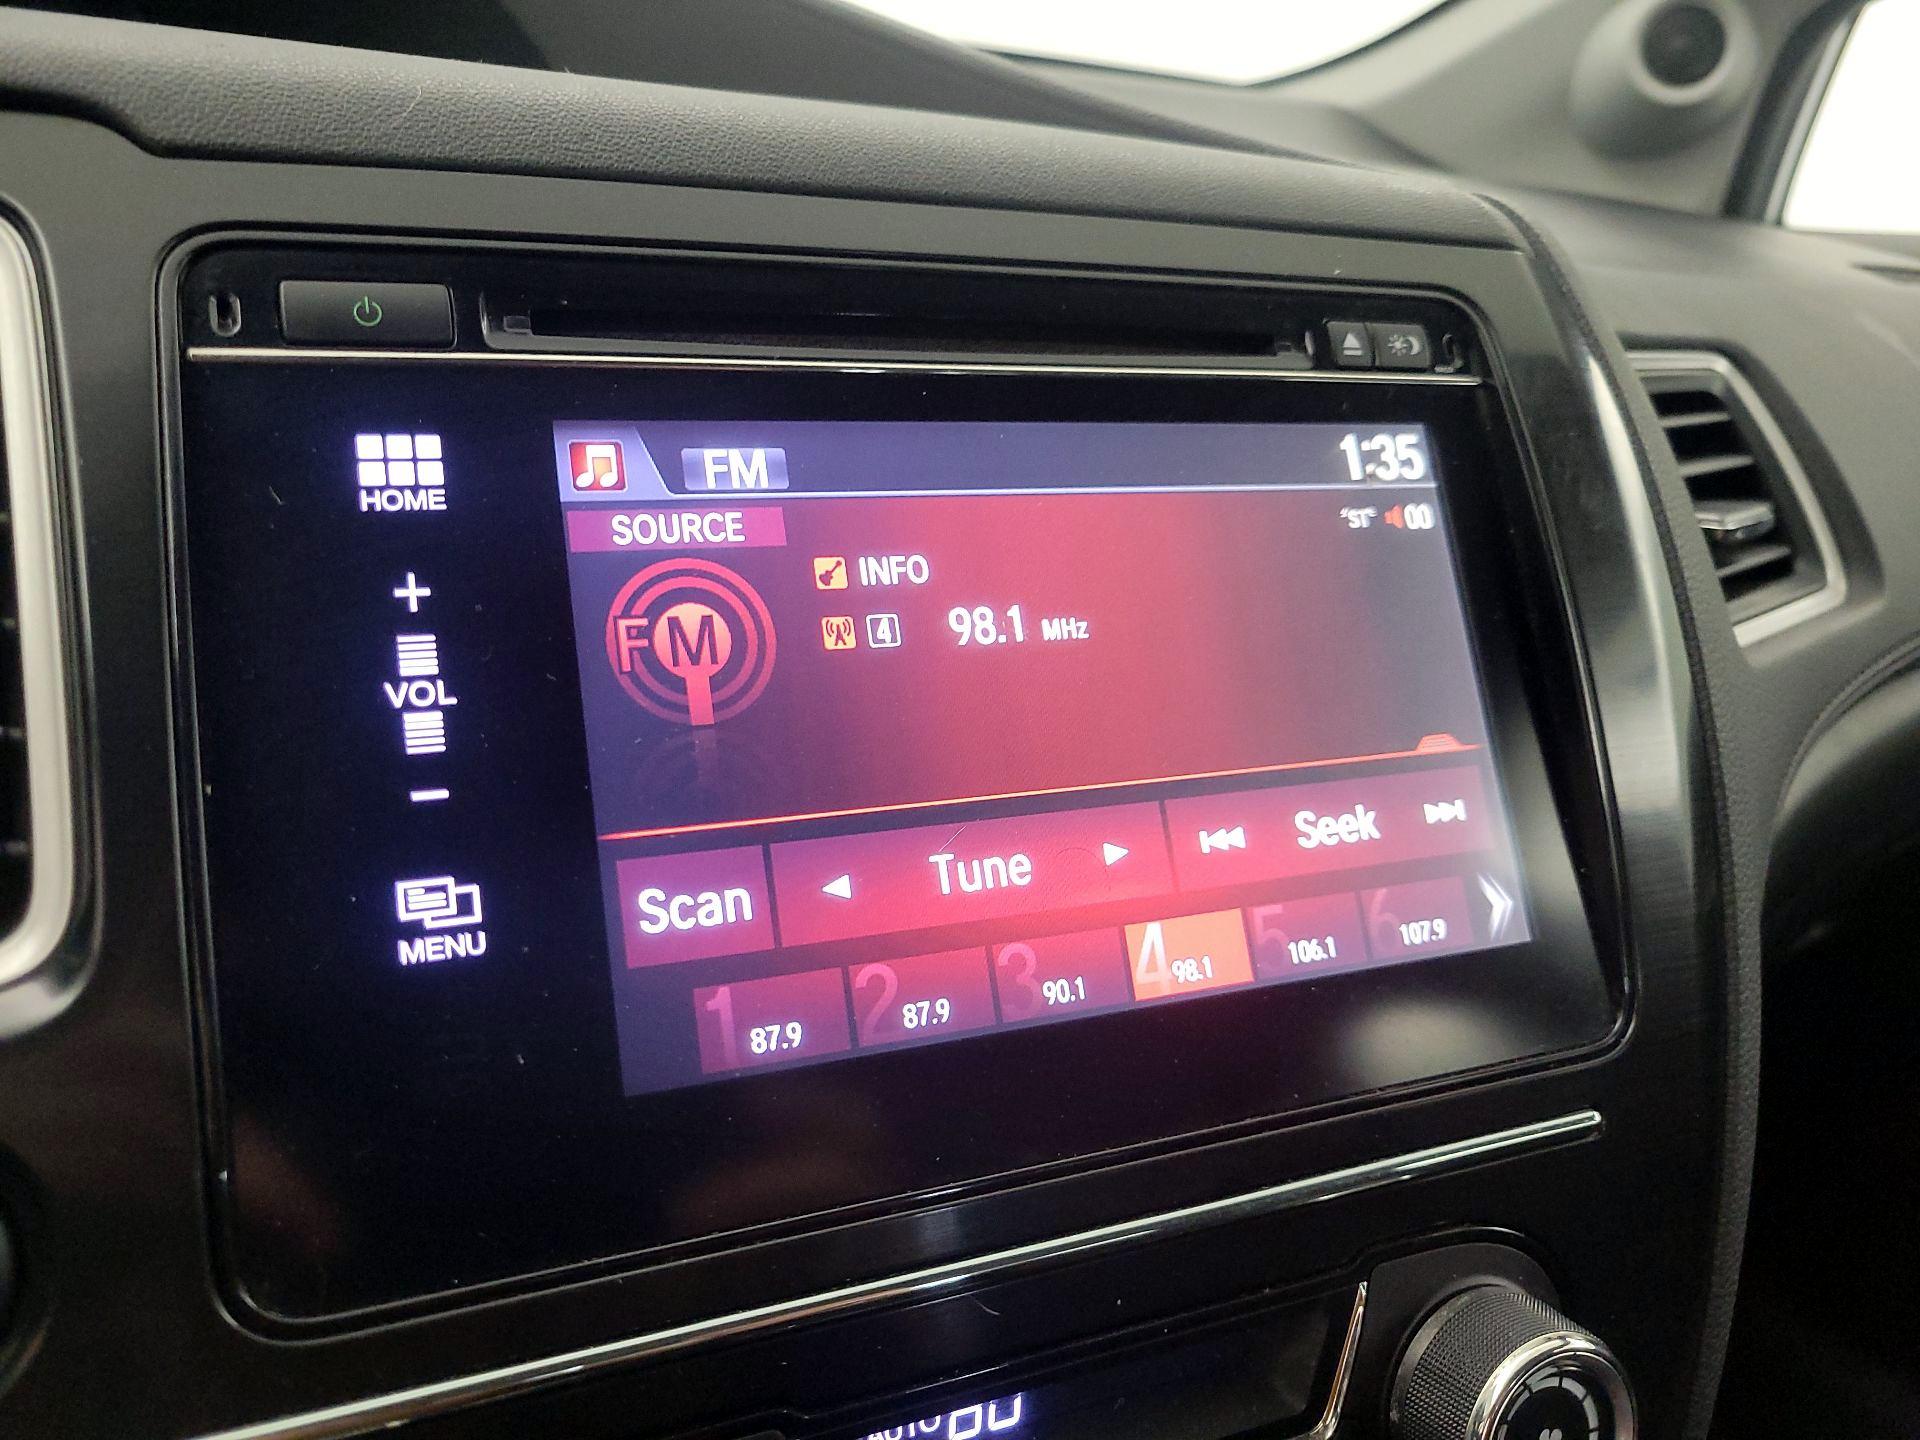 HOME
FM
1:35
SOURCE
"ST" 00
FM
INFO
4 98.1 MHz
+
VOL
-
Scan
Tune
Seek
MENU
1 87.9
2 87.9
3 90.1
4 98.1
5 106.1
6 107.9
AUTO